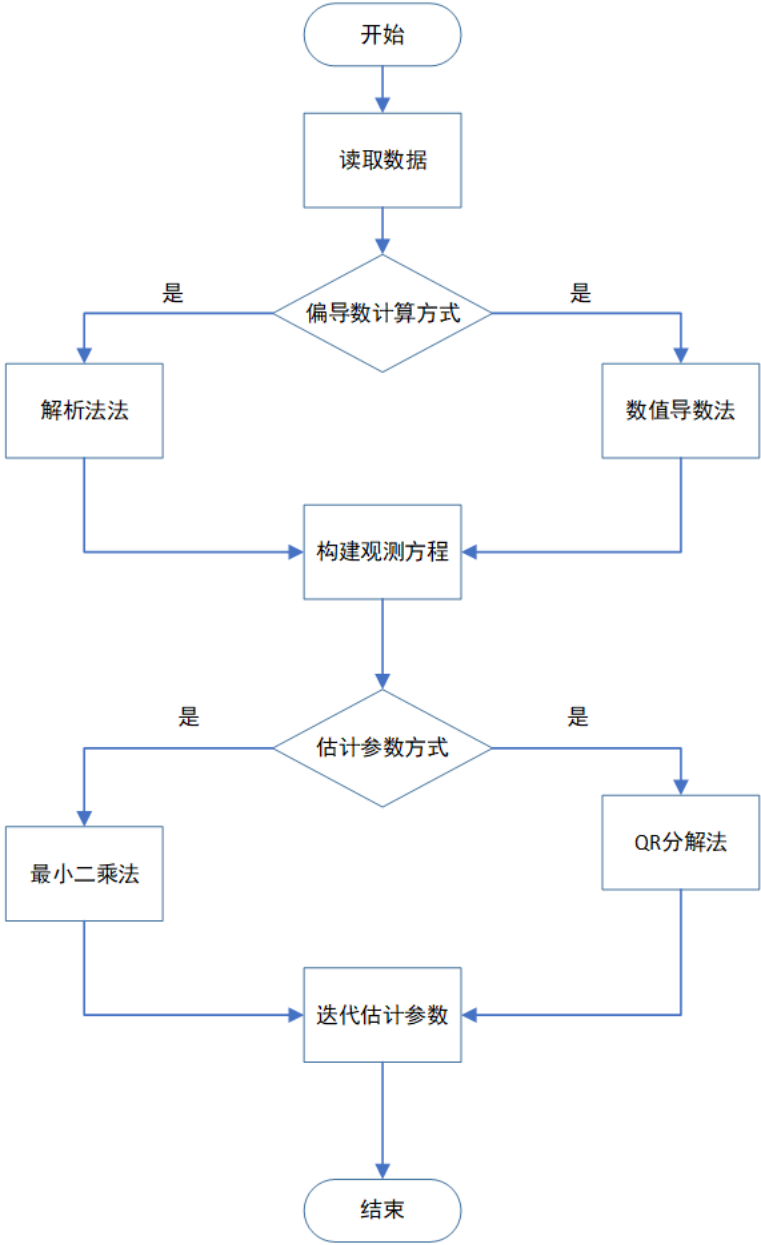 开始
读取数据
是
是
偏导数计算方式
解析法法
数值导数法
构建观测方程
是
是
估计参数方式
最小二乘法
QR分解法
迭代估计参数
结束